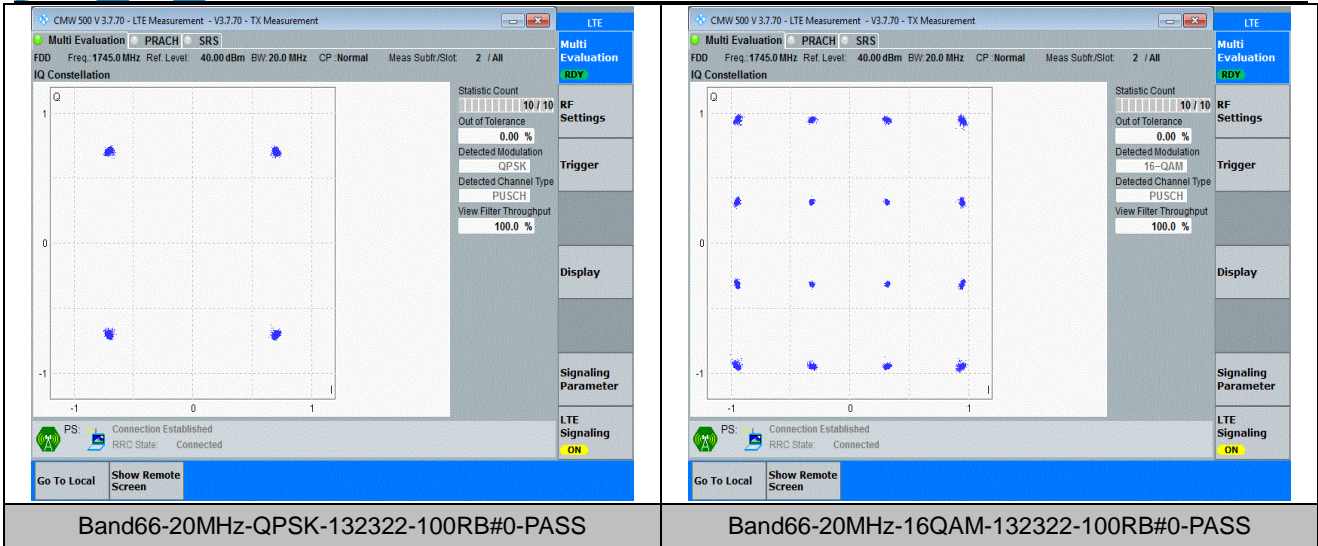 CMW 500 V 3.7.70 - LTE Measurement - V3.7.70 - TX Measurement
LTE
Multi Evaluation PRACH SRS
Multi
Evaluation
RDY
FDD Freq.:1745.0 MHz Ref. Level: 40.00 dBm BW:20.0 MHz CP :Normal Meas Subfr./Slot: 2 / All
IQ Constellation
Q
1
0
-1
I
-1 0 1
Statistic Count
10 / 10
Out of Tolerance
0.00 %
Detected Modulation
QPSK
Detected Channel Type
PUSCH
View Filter Throughput
100.0 %
RF
Settings
Trigger
Display
Signaling
Parameter
LTE
Signaling
ON
PS: Connection Established
RRC State: Connected
Go To Local
Show Remote
Screen
Band66-20MHz-QPSK-132322-100RB#0-PASS
CMW 500 V 3.7.70 - LTE Measurement - V3.7.70 - TX Measurement
LTE
Multi Evaluation PRACH SRS
Multi
Evaluation
RDY
FDD Freq.:1745.0 MHz Ref. Level: 40.00 dBm BW:20.0 MHz CP :Normal Meas Subfr./Slot: 2 / All
IQ Constellation
Q
1
0
-1
I
-1 0 1
Statistic Count
10 / 10
Out of Tolerance
0.00 %
Detected Modulation
16-QAM
Detected Channel Type
PUSCH
View Filter Throughput
100.0 %
RF
Settings
Trigger
Display
Signaling
Parameter
LTE
Signaling
ON
PS: Connection Established
RRC State: Connected
Go To Local
Show Remote
Screen
Band66-20MHz-16QAM-132322-100RB#0-PASS